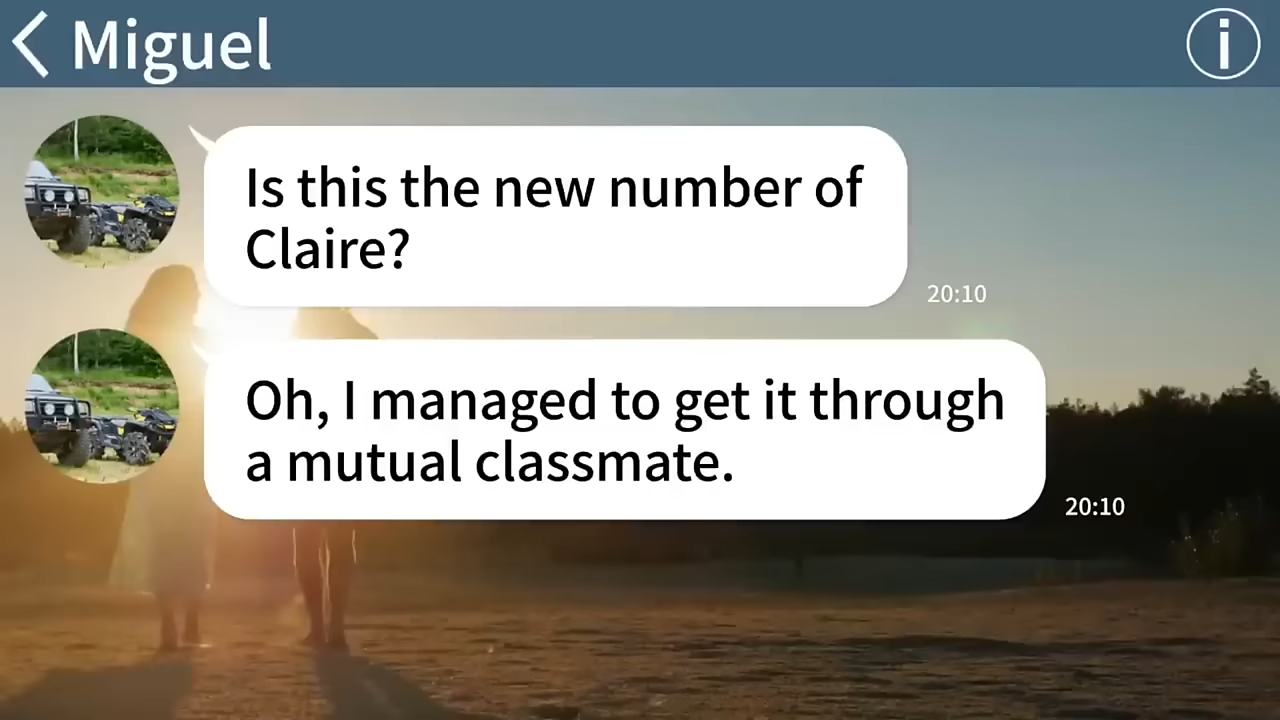 Miguel
Is this the new number of
Claire?
20:10
Oh, I managed to get it through
a mutual classmate.
20:10